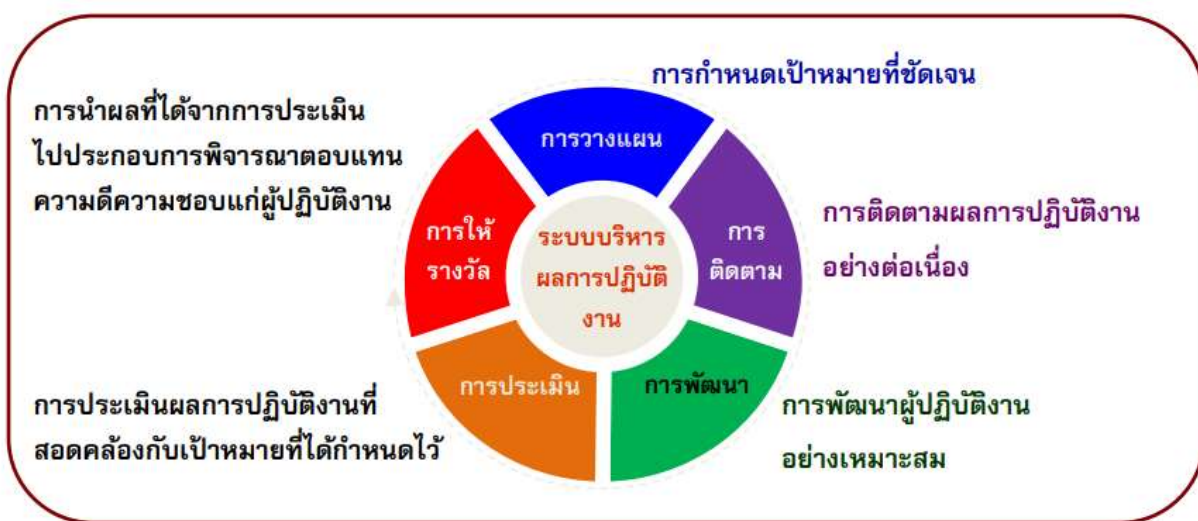 การกำหนดเป้าหมายที่ชัดเจน
การวางแผน
การนำผลที่ได้จากการประเมิน
ไปประกอบการพิจารณาตอบแทน
ความดีความชอบแก่ผู้ปฏิบัติงาน
การให้
รางวัล
ระบบบริหาร
ผลการปฏิบัติ
งาน
การ
ติดตาม
การติดตามผลการปฏิบัติงาน
อย่างต่อเนื่อง
การประเมิน
การพัฒนา
การประเมินผลการปฏิบัติงานที่
สอดคล้องกับเป้าหมายที่ได้กำหนดไว้
การพัฒนาผู้ปฏิบัติงาน
อย่างเหมาะสม